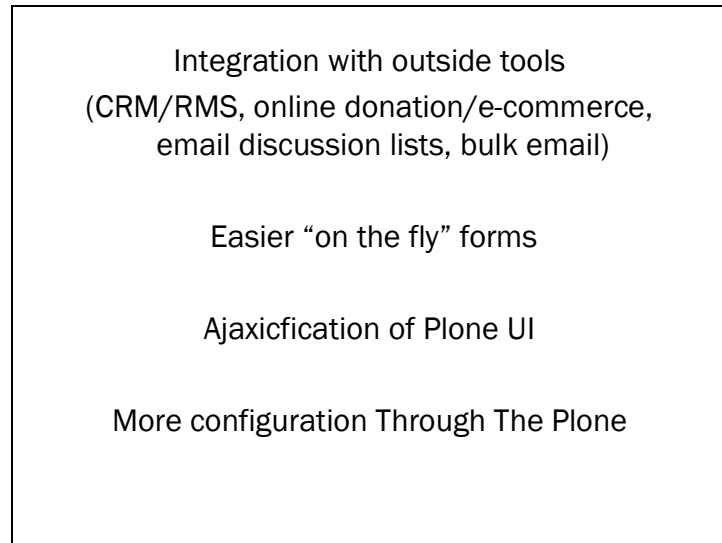 Integration with outside tools
(CRM/RMS, online donation/e-commerce,
email discussion lists, bulk email)
Easier “on the fly” forms
Ajaxicfication of Plone UI
More configuration Through The Plone